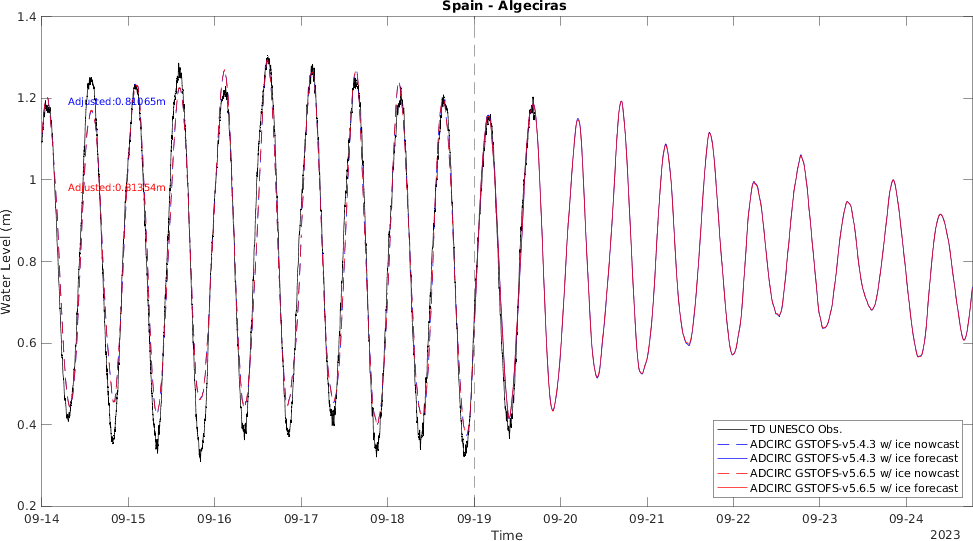 Spain - Algeciras
1.4
1.2
1
0.8
0.6
0.4
0.2
Water Level (m)
Adjusted:0.81065m
Adjusted:0.81354m
TD UNESCO Obs.
ADCIRC GSTOFS-v5.4.3 w/ ice nowcast
ADCIRC GSTOFS-v5.4.3 w/ ice forecast
ADCIRC GSTOFS-v5.6.5 w/ ice nowcast
ADCIRC GSTOFS-v5.6.5 w/ ice forecast
09-14 09-15 09-16 09-17 09-18 09-19 09-20 09-21 09-22 09-23 09-24
Time
2023